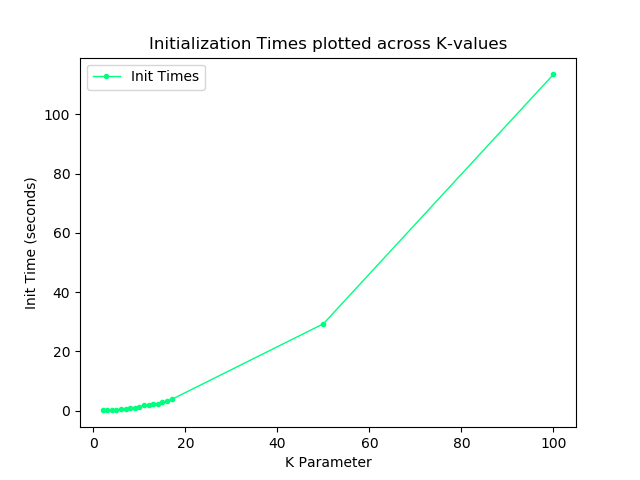 Initialization Times plotted across K-values
Init Times
Init Time (seconds)
100
80
60
40
20
0
0 20 40 60 80 100
K Parameter